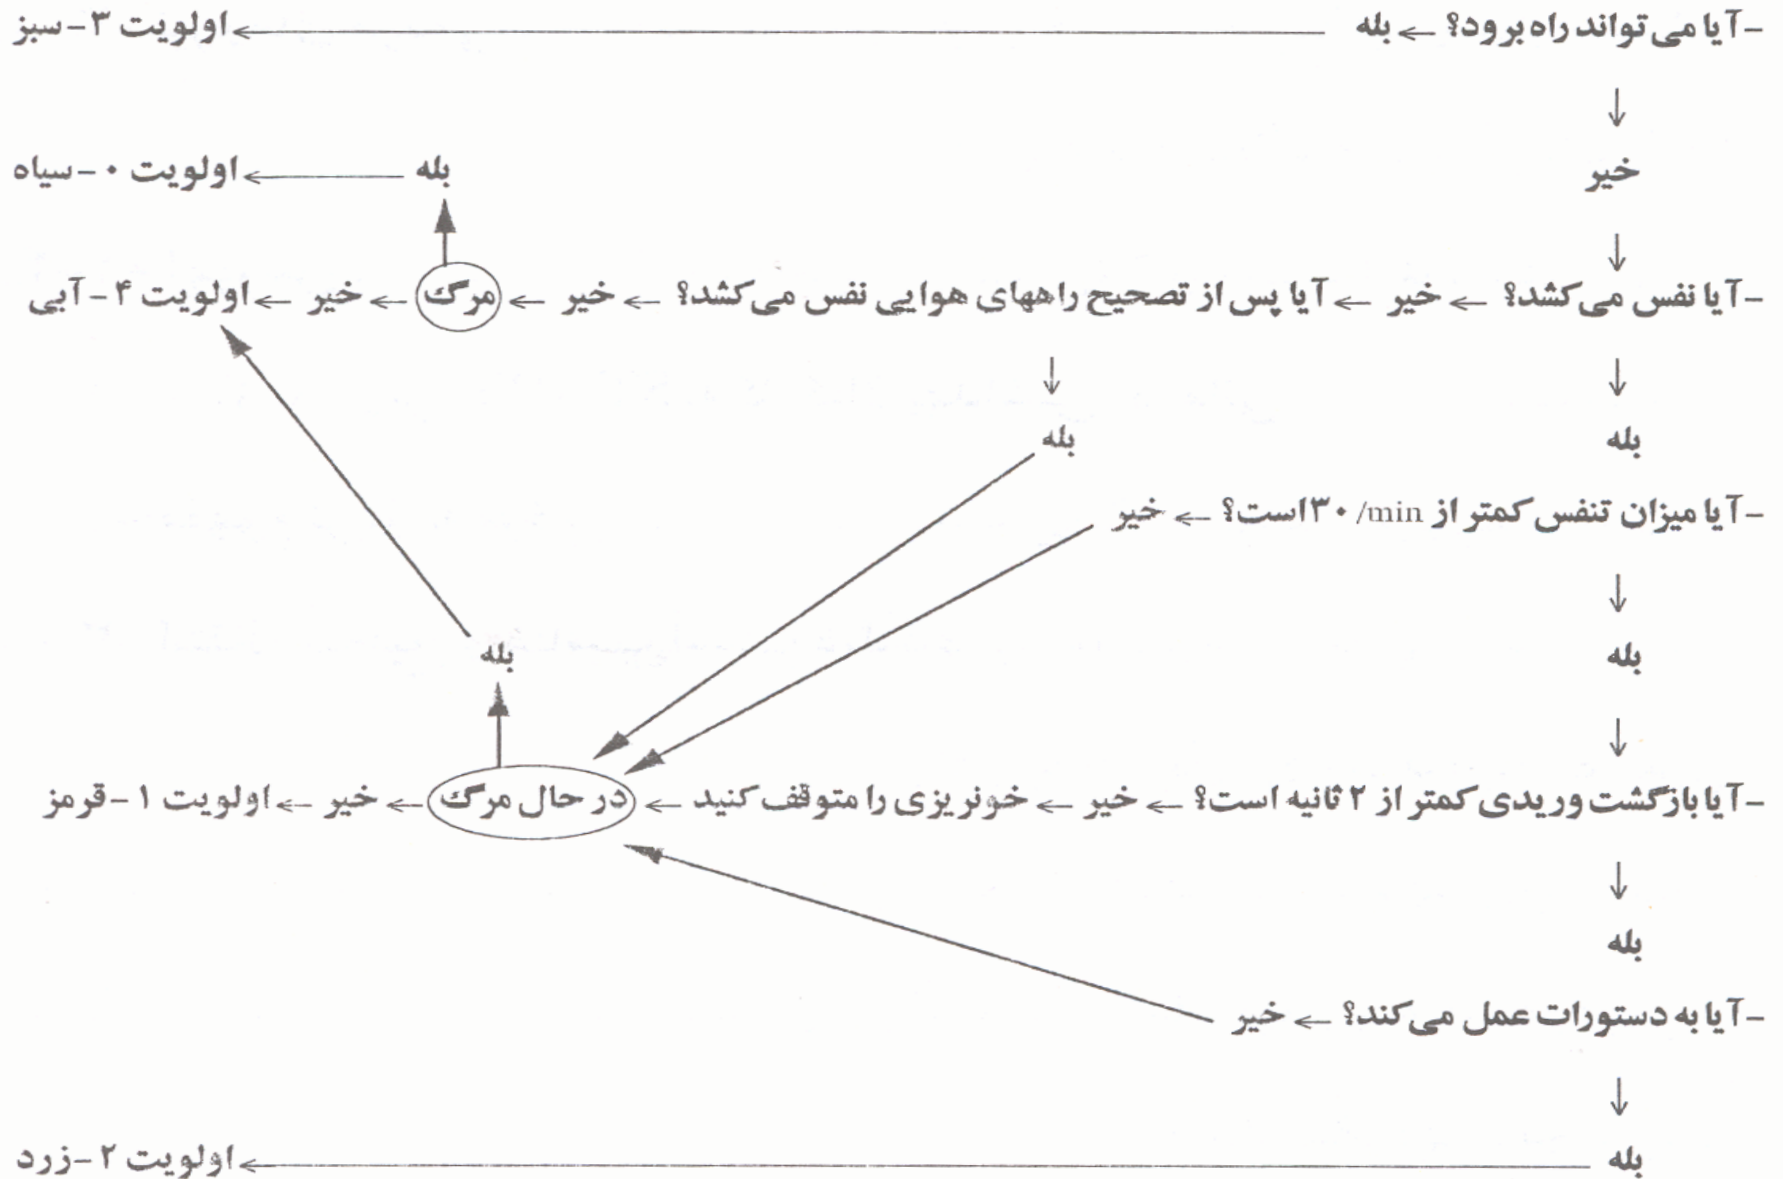 -آیا می‌تواند راه برود؟ ← بله ← اولویت ۳-سبز
↓
خیر
بله ← اولویت ۰-سیاه
↓
-آیا نفس می‌کشد؟ ← خیر ← آیا پس از تصحیح راههای هوایی نفس می‌کشد؟ ← خیر ← مرگ ← خیر ← اولویت ۴-آبی
↓ ↓
بله بله
-آیا میزان تنفس کمتر از ۳۰/min است؟ ← خیر
↓
بله بله
↓
-آیا بازگشت وریدی کمتر از ۲ ثانیه است؟ ← خیر ← خونریزی را متوقف کنید ← در حال مرگ ← خیر ← اولویت ۱-قرمز
↓
بله
-آیا به دستورات عمل می‌کند؟ ← خیر
↓
بله ← اولویت ۲-زرد